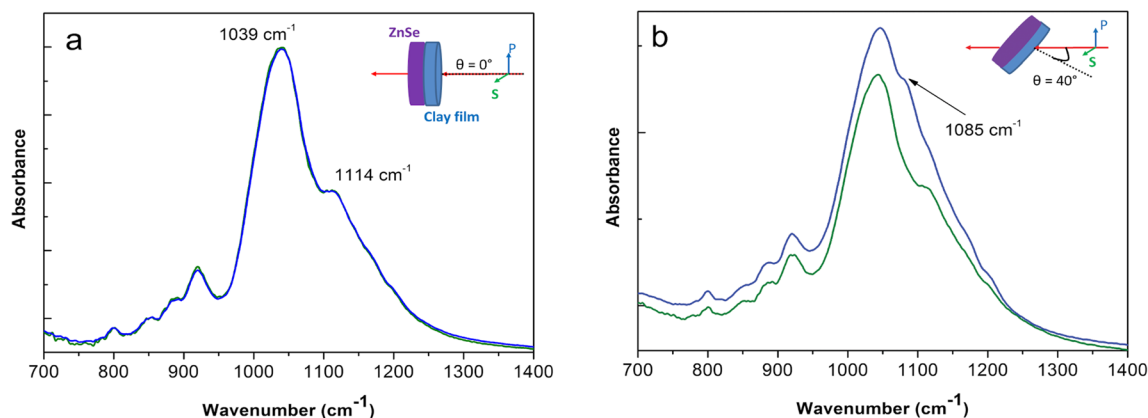 a
1039 cm⁻¹
ZnSe
P
θ = 0°
S
Clay film
1114 cm⁻¹
Absorbance
700 800 900 1000 1100 1200 1300 1400
Wavenumber (cm⁻¹)
b
P
S
θ = 40°
1085 cm⁻¹
Absorbance
700 800 900 1000 1100 1200 1300 1400
Wavenumber (cm⁻¹)